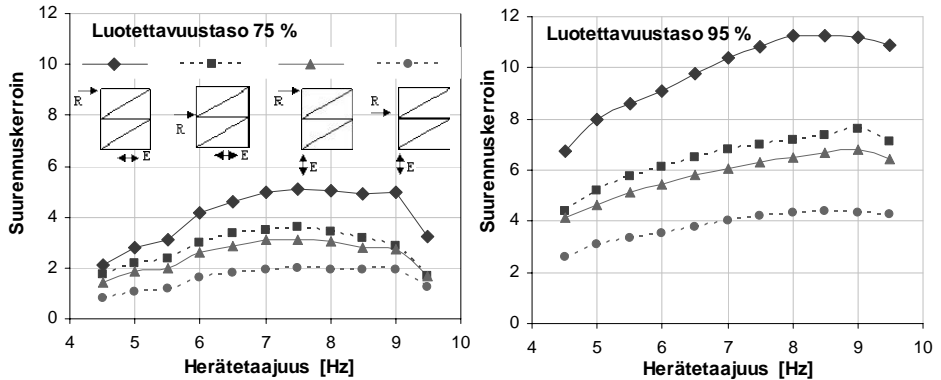 Luotettavuustaso 75 %
Suurennuskerroin
12
10
8
6
4
2
0
R
E
R
E
R
E
R
E
4 5 6 7 8 9 10
Herätetaajuus [Hz]
Luotettavuustaso 95 %
Suurennuskerroin
12
10
8
6
4
2
0
4 5 6 7 8 9 10
Herätetaajuus [Hz]